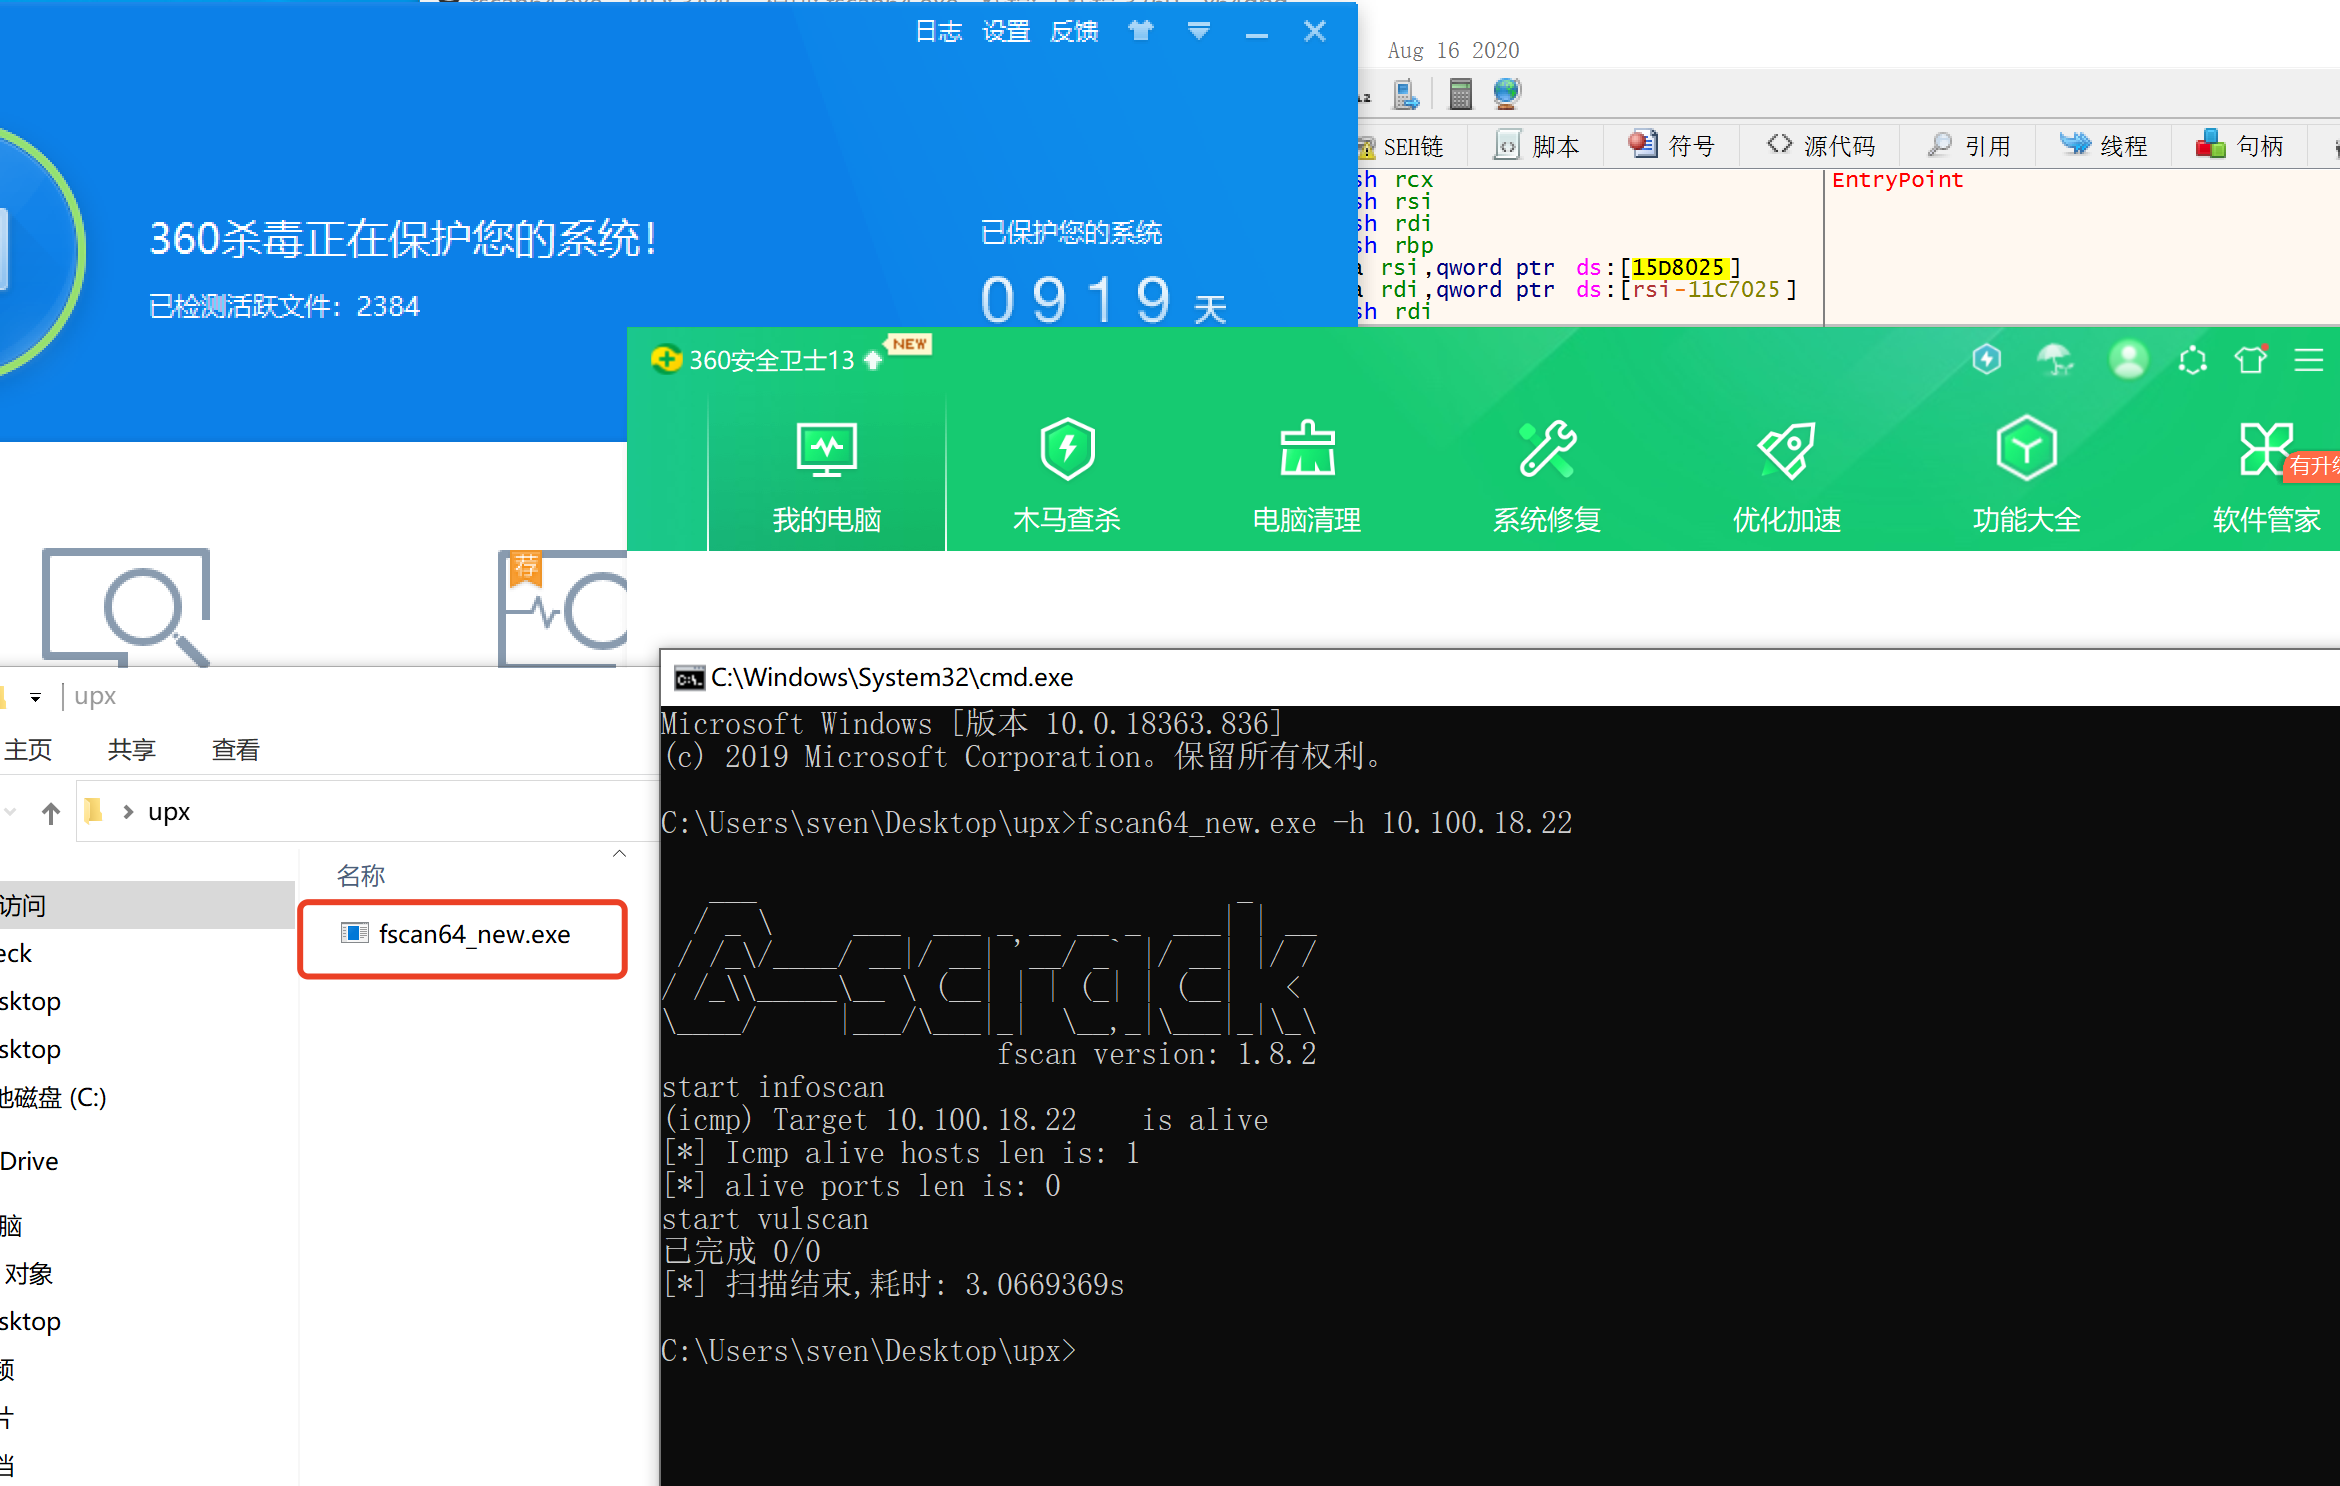 日志 设置 反馈
360杀毒正在保护您的系统!
已检测活跃文件: 2384
已保护您的系统
0919 天
荐
Aug 16 2020
SEH链 脚本 符号 源代码 引用 线程 句柄
sh rcx
sh rsi
sh rdi
sh rbp
a rsi,qword ptr ds:[15D8025]
a rdi,qword ptr ds:[rsi-11C7025]
sh rdi
EntryPoint
360安全卫士13
NEW
我的电脑 木马查杀 电脑清理 系统修复 优化加速 功能大全 软件管家
有升级
upx
主页 共享 查看
upx
名称
fscan64_new.exe
访问
eck
sktop
sktop
也磁盘 (C:)
Drive
脑
对象
sktop
频
片
当
C:\Windows\System32\cmd.exe
Microsoft Windows [版本 10.0.18363.836]
(c) 2019 Microsoft Corporation。保留所有权利。
C:\Users\sven\Desktop\upx>fscan64_new.exe -h 10.100.18.22
fscan version: 1.8.2
start infoscan
(icmp) Target 10.100.18.22    is alive
[*] Icmp alive hosts len is: 1
[*] alive ports len is: 0
start vulscan
已完成 0/0
[*] 扫描结束,耗时: 3.0669369s
C:\Users\sven\Desktop\upx>